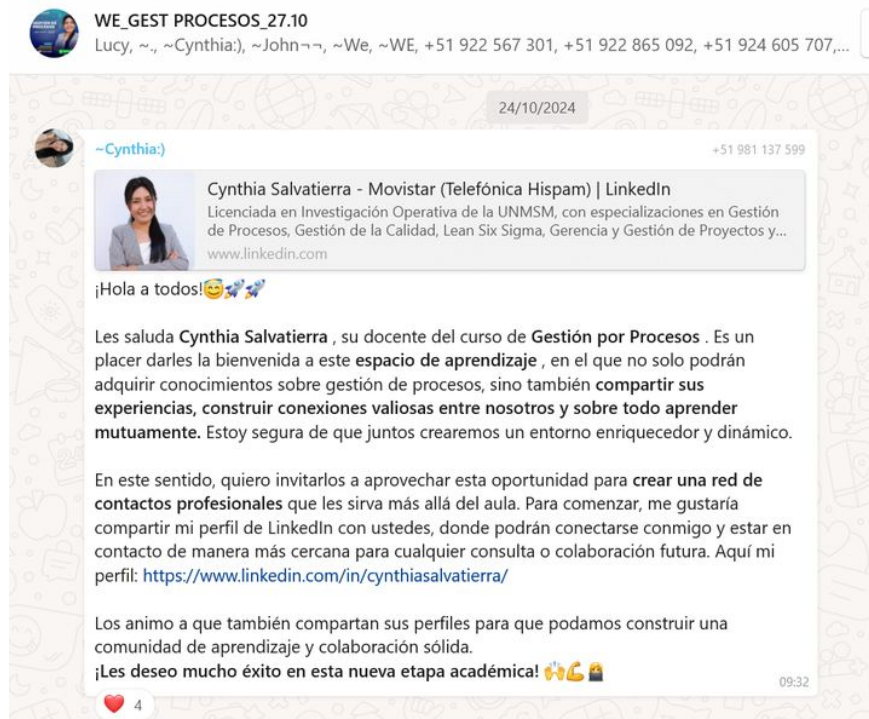 WE_GEST PROCESOS_27.10
Lucy, ~., ~Cynthia:), ~John¬¬, ~We, ~WE, +51 922 567 301, +51 922 865 092, +51 924 605 707,...
24/10/2024
~Cynthia:)
+51 981 137 599
Cynthia Salvatierra - Movistar (Telefónica Hispam) | LinkedIn
Licenciada en Investigación Operativa de la UNMSM, con especializaciones en Gestión
de Procesos, Gestión de la Calidad, Lean Six Sigma, Gerencia y Gestión de Proyectos y...
www.linkedin.com
¡Hola a todos!😇🚀🚀
Les saluda Cynthia Salvatierra , su docente del curso de Gestión por Procesos . Es un
placer darles la bienvenida a este espacio de aprendizaje , en el que no solo podrán
adquirir conocimientos sobre gestión de procesos, sino también compartir sus
experiencias, construir conexiones valiosas entre nosotros y sobre todo aprender
mutuamente. Estoy segura de que juntos crearemos un entorno enriquecedor y dinámico.
En este sentido, quiero invitarlos a aprovechar esta oportunidad para crear una red de
contactos profesionales que les sirva más allá del aula. Para comenzar, me gustaría
compartir mi perfil de LinkedIn con ustedes, donde podrán conectarse conmigo y estar en
contacto de manera más cercana para cualquier consulta o colaboración futura. Aquí mi
perfil: https://www.linkedin.com/in/cynthiasalvatierra/
Los animo a que también compartan sus perfiles para que podamos construir una
comunidad de aprendizaje y colaboración sólida.
¡Les deseo mucho éxito en esta nueva etapa académica! 🙌💪👩‍💻
09:32
❤️ 4